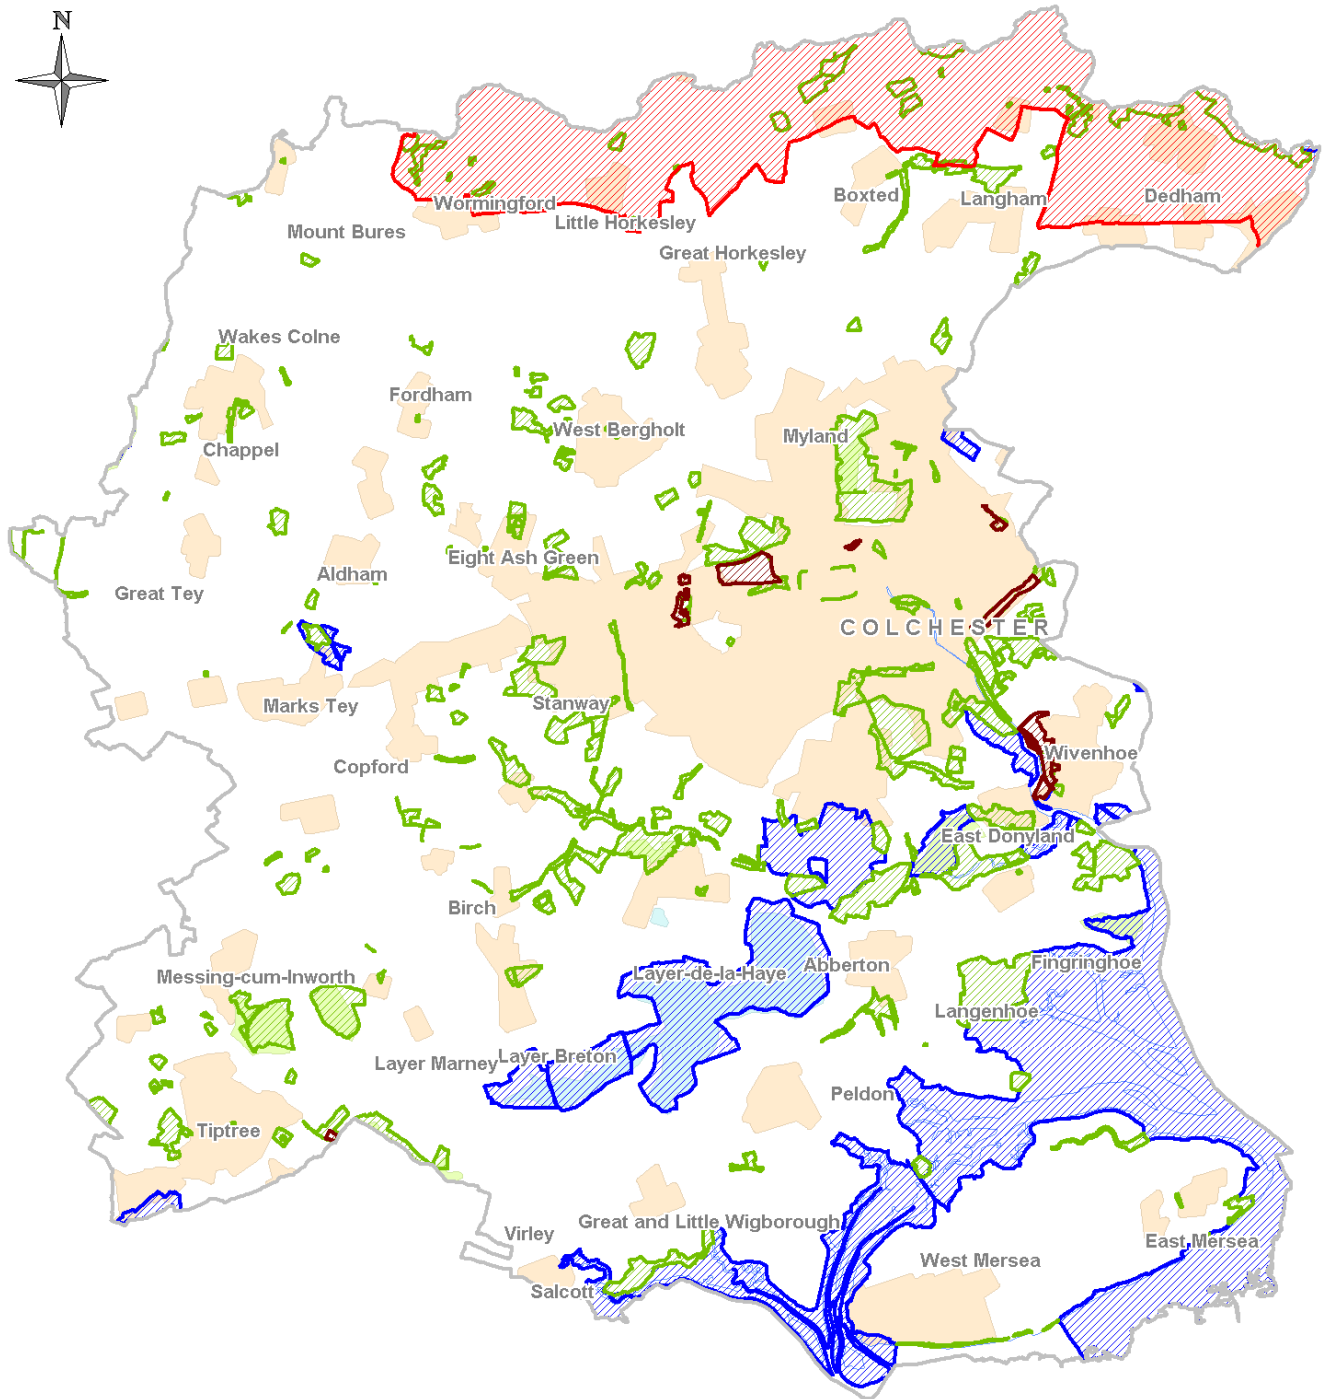 N
Wormingford
Little Horkesley
Boxted
Langham
Dedham
Mount Bures
Great Horkesley
Wakes Colne
Fordham
Chappel
West Bergholt
Myland
Eight Ash Green
Aldham
Great Tey
COLCHESTER
Marks Tey
Stanway
Copford
Wivenhoe
East Donyland
Birch
Messing-cum-Inworth
Layer-de-la-Haye
Abberton
Fingringhoe
Langenhoe
Layer Marney
Layer Breton
Peldon
Tiptree
Virley
Great and Little Wigborough
Salcott
West Mersea
East Mersea